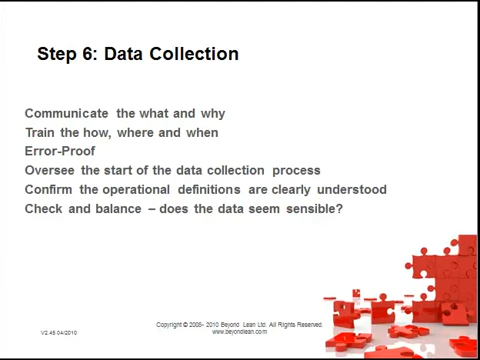 Step 6: Data Collection
Communicate the what and why
Train the how, where and when
Error-Proof
Oversee the start of the data collection process
Confirm the operational definitions are clearly understood
Check and balance – does the data seem sensible?
Copyright © 2005- 2010 Beyond Lean Ltd. All Rights Reserved.
www.beyondlean.com
V2.45 04/2010